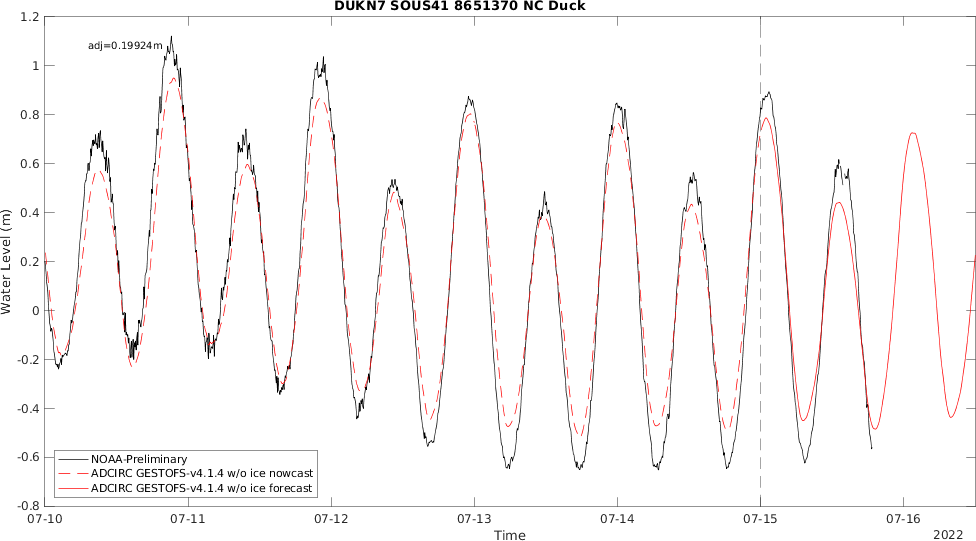 DUKN7 SOUS41 8651370 NC Duck
adj=0.19924m
Water Level (m)
1.2
1
0.8
0.6
0.4
0.2
0
-0.2
-0.4
-0.6
-0.8
NOAA-Preliminary
ADCIRC GESTOFS-v4.1.4 w/o ice nowcast
ADCIRC GESTOFS-v4.1.4 w/o ice forecast
07-10 07-11 07-12 07-13 07-14 07-15 07-16
Time
2022